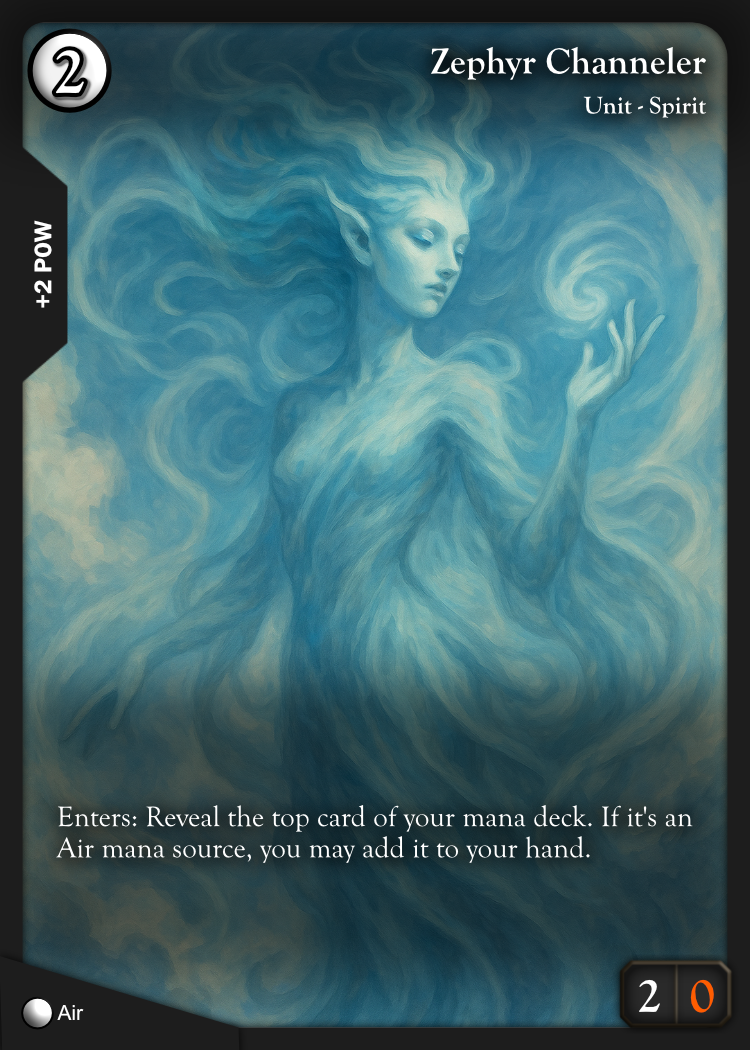 2
Zephyr Channeler
Unit - Spirit
+2 POW
Enters: Reveal the top card of your mana deck. If it's an
Air mana source, you may add it to your hand.
Air
2 0